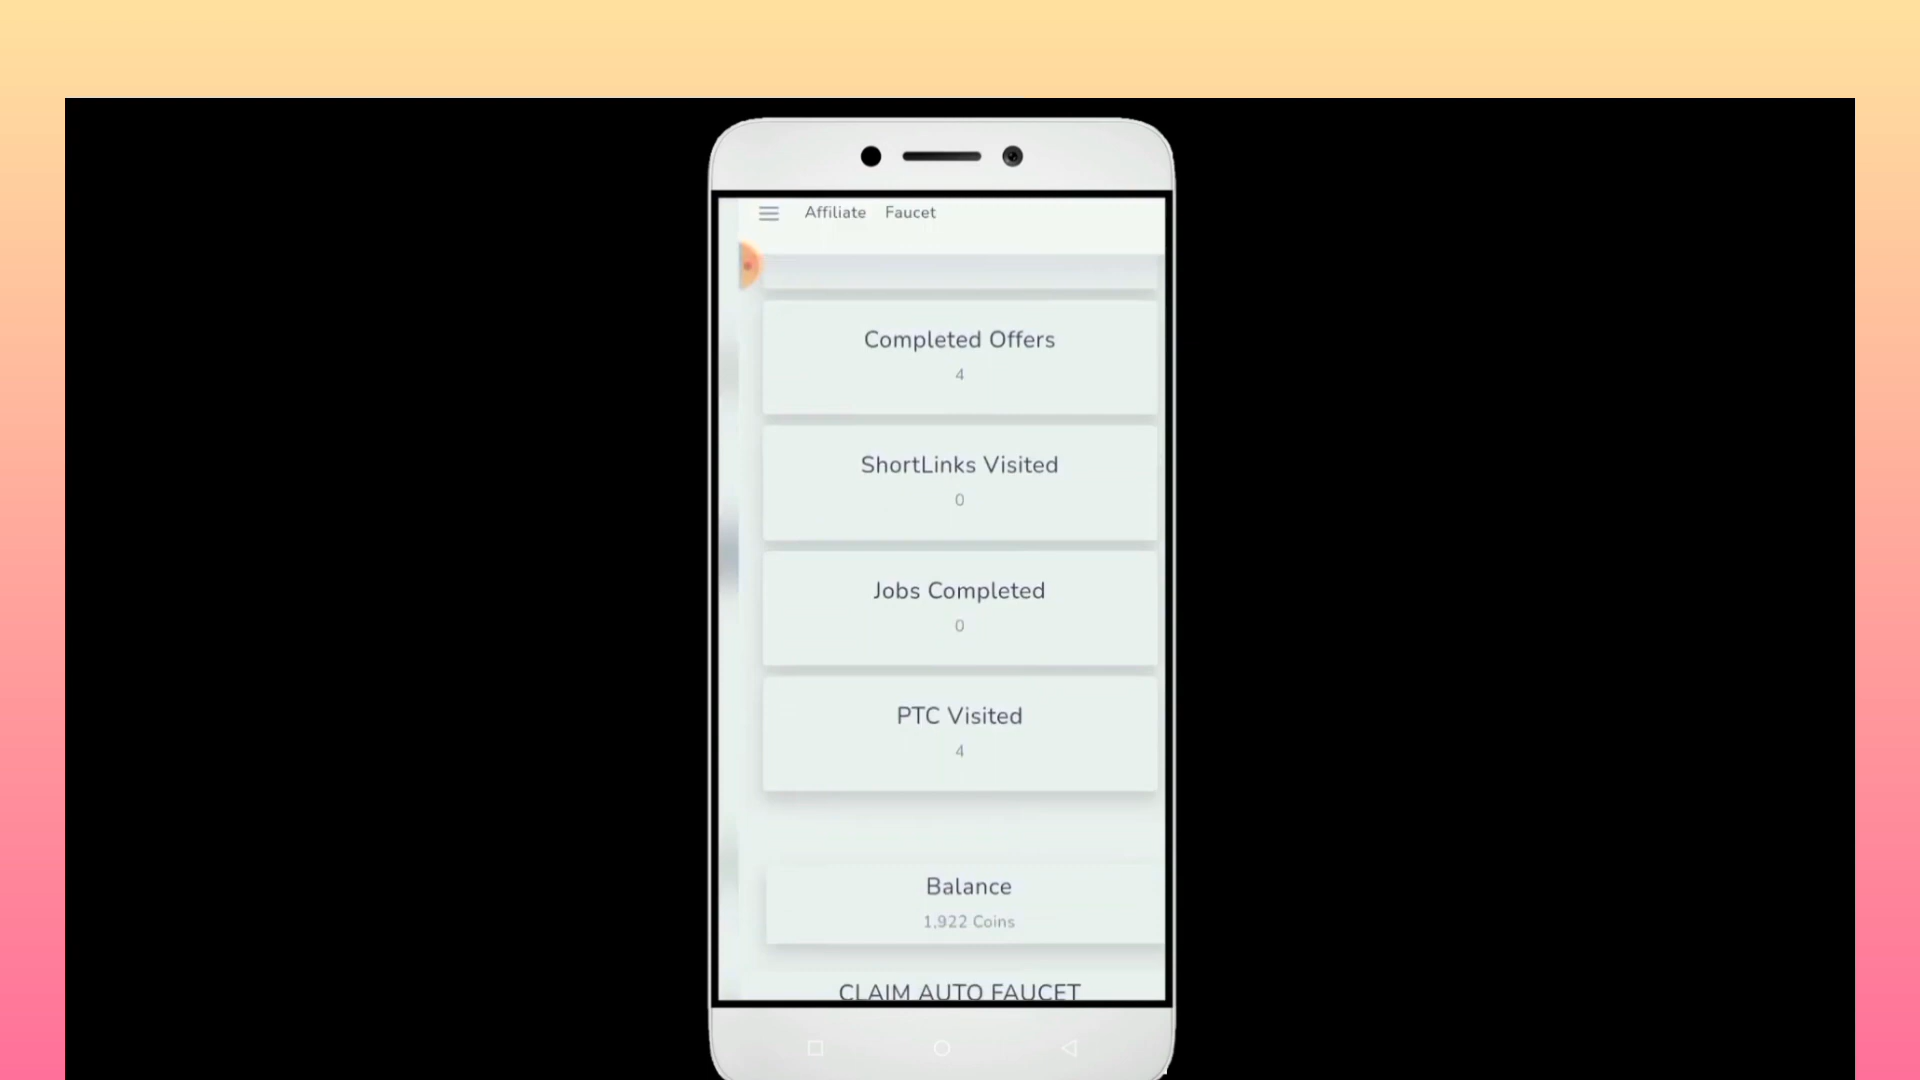 Affiliate Faucet
Completed Offers
4
ShortLinks Visited
0
Jobs Completed
0
PTC Visited
4
Balance
1,922 Coins
CLAIM AUTO FAUCET